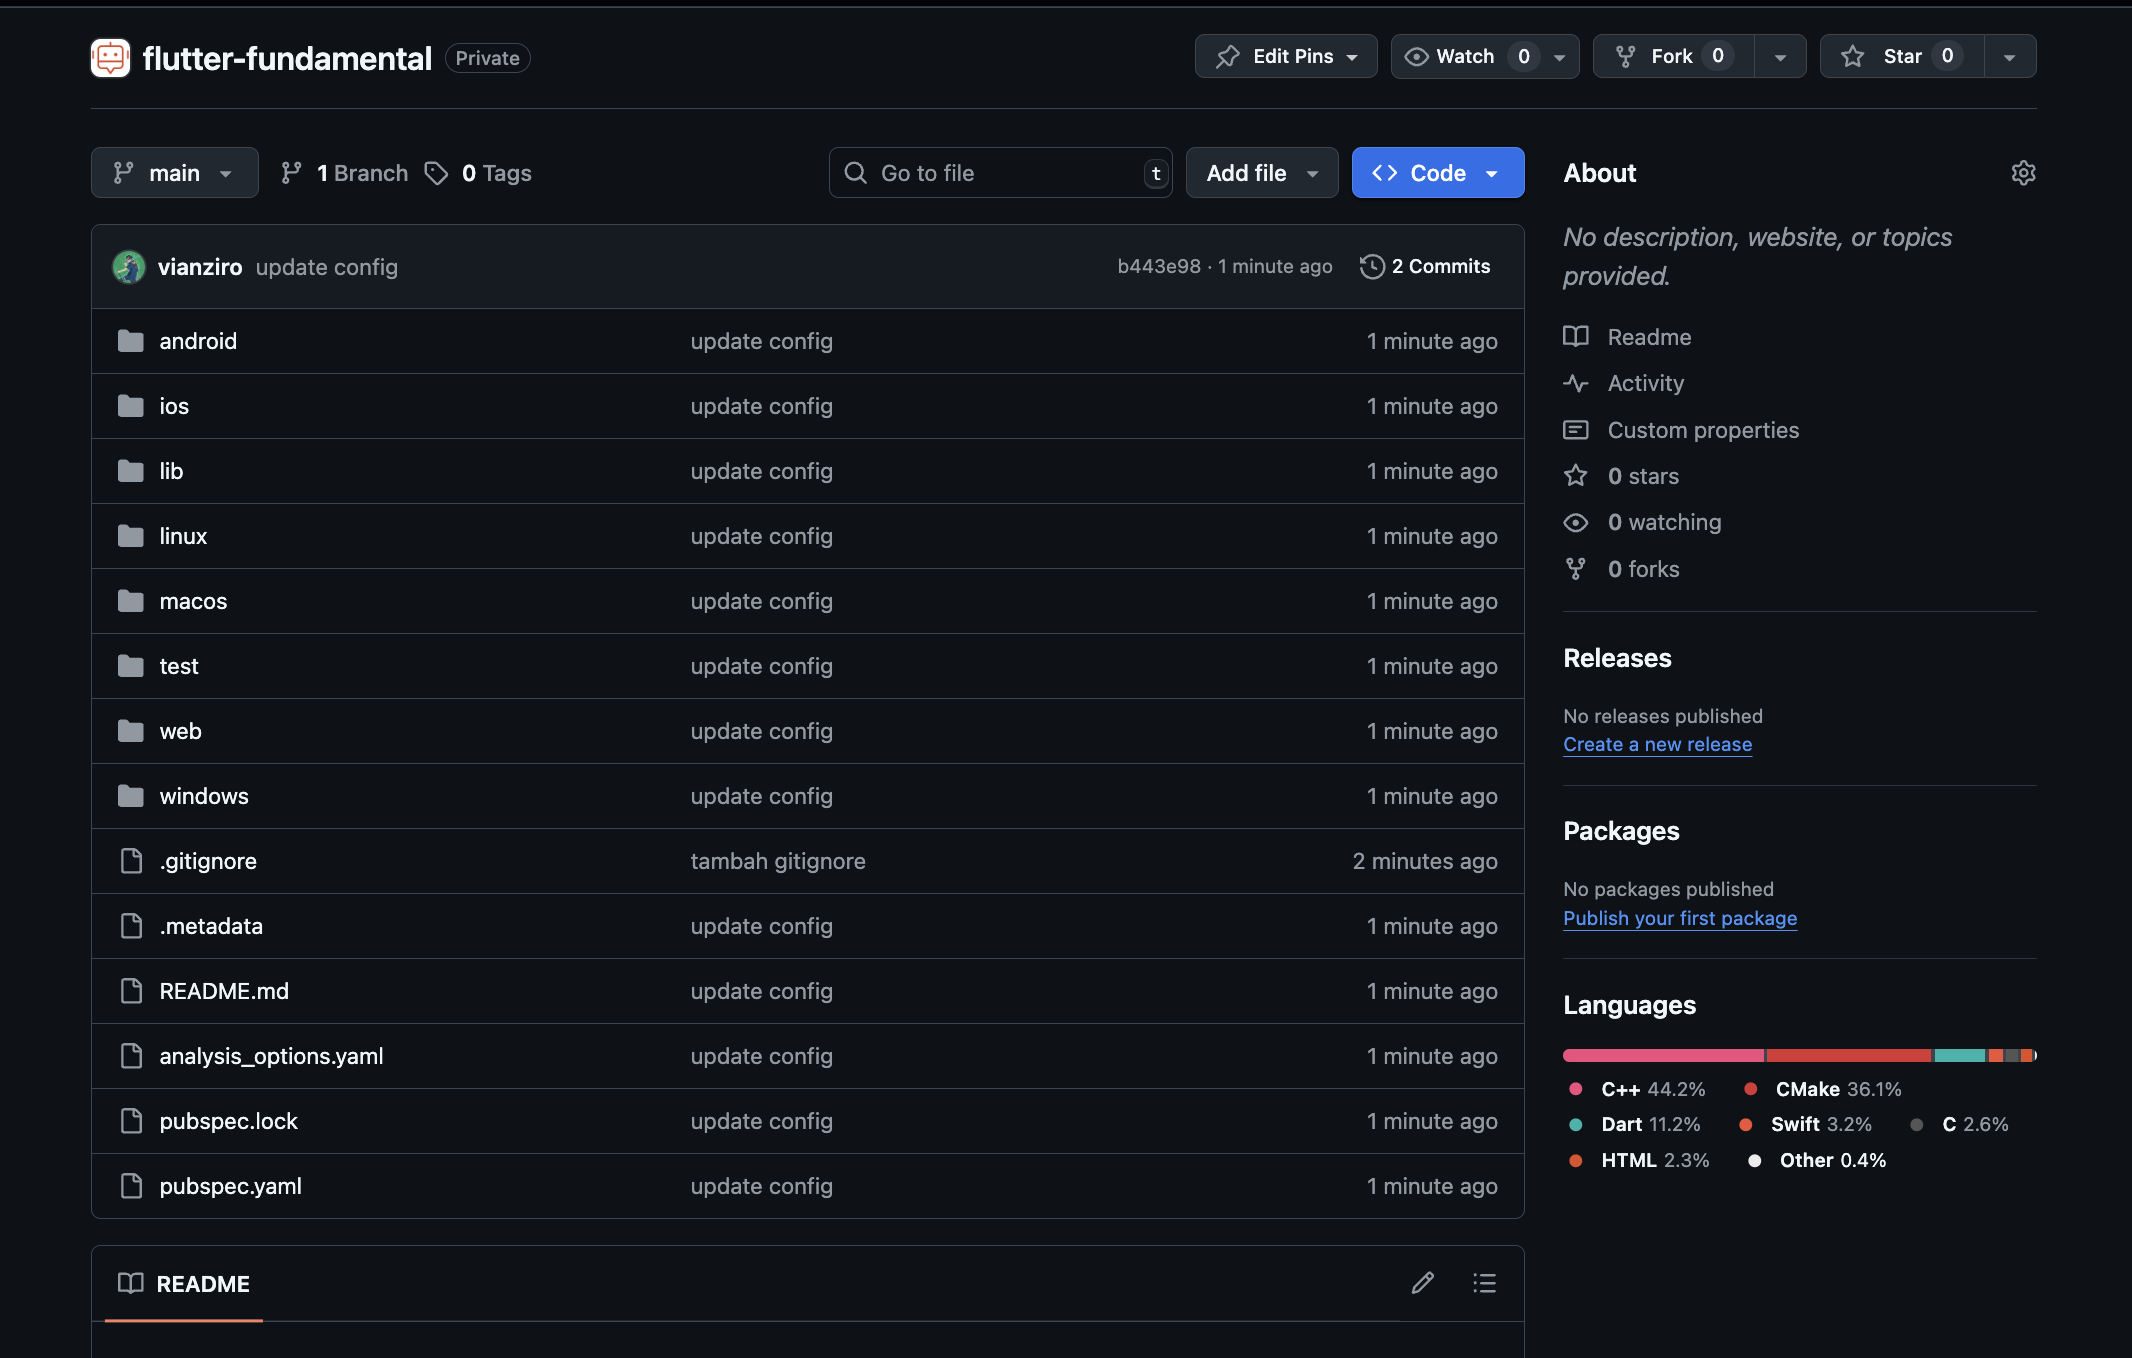 flutter-fundamental Private
Edit Pins Watch 0 Fork 0 Star 0
main 1 Branch 0 Tags
Go to file t Add file Code
vianziro update config b443e98 · 1 minute ago 2 Commits
android update config 1 minute ago
ios update config 1 minute ago
lib update config 1 minute ago
linux update config 1 minute ago
macos update config 1 minute ago
test update config 1 minute ago
web update config 1 minute ago
windows update config 1 minute ago
.gitignore tambah gitignore 2 minutes ago
.metadata update config 1 minute ago
README.md update config 1 minute ago
analysis_options.yaml update config 1 minute ago
pubspec.lock update config 1 minute ago
pubspec.yaml update config 1 minute ago
README
About
No description, website, or topics
provided.
Readme
Activity
Custom properties
0 stars
0 watching
0 forks
Releases
No releases published
Create a new release
Packages
No packages published
Publish your first package
Languages
C++ 44.2% CMake 36.1%
Dart 11.2% Swift 3.2% C 2.6%
HTML 2.3% Other 0.4%